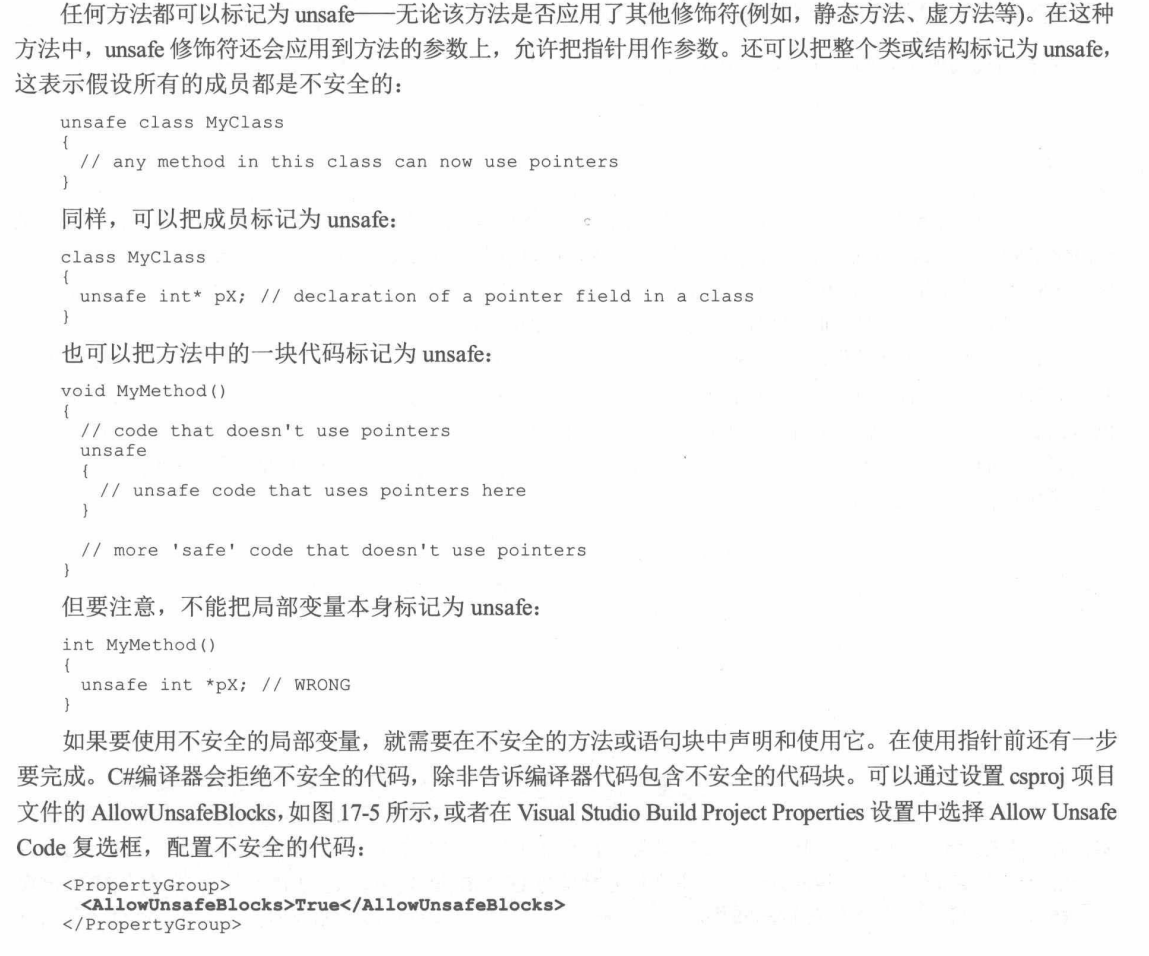 任何方法都可以标记为 unsafe——无论该方法是否应用了其他修饰符(例如，静态方法、虚方法等)。在这种
方法中，unsafe 修饰符还会应用到方法的参数上，允许把指针用作参数。还可以把整个类或结构标记为 unsafe，
这表示假设所有的成员都是不安全的：
unsafe class MyClass
{
  // any method in this class can now use pointers
}
同样，可以把成员标记为 unsafe：
class MyClass
{
  unsafe int* pX; // declaration of a pointer field in a class
}
也可以把方法中的一块代码标记为 unsafe：
void MyMethod()
{
  // code that doesn't use pointers
  unsafe
  {
    // unsafe code that uses pointers here
  }
  // more 'safe' code that doesn't use pointers
}
但要注意，不能把局部变量本身标记为 unsafe：
int MyMethod()
{
  unsafe int *pX; // WRONG
}
如果要使用不安全的局部变量，就需要在不安全的方法或语句块中声明和使用它。在使用指针前还有一步
要完成。C#编译器会拒绝不安全的代码，除非告诉编译器代码包含不安全的代码块。可以通过设置 csproj 项目
文件的 AllowUnsafeBlocks，如图 17-5 所示，或者在 Visual Studio Build Project Properties 设置中选择 Allow Unsafe
Code 复选框，配置不安全的代码：
<PropertyGroup>
  <AllowUnsafeBlocks>True</AllowUnsafeBlocks>
</PropertyGroup>